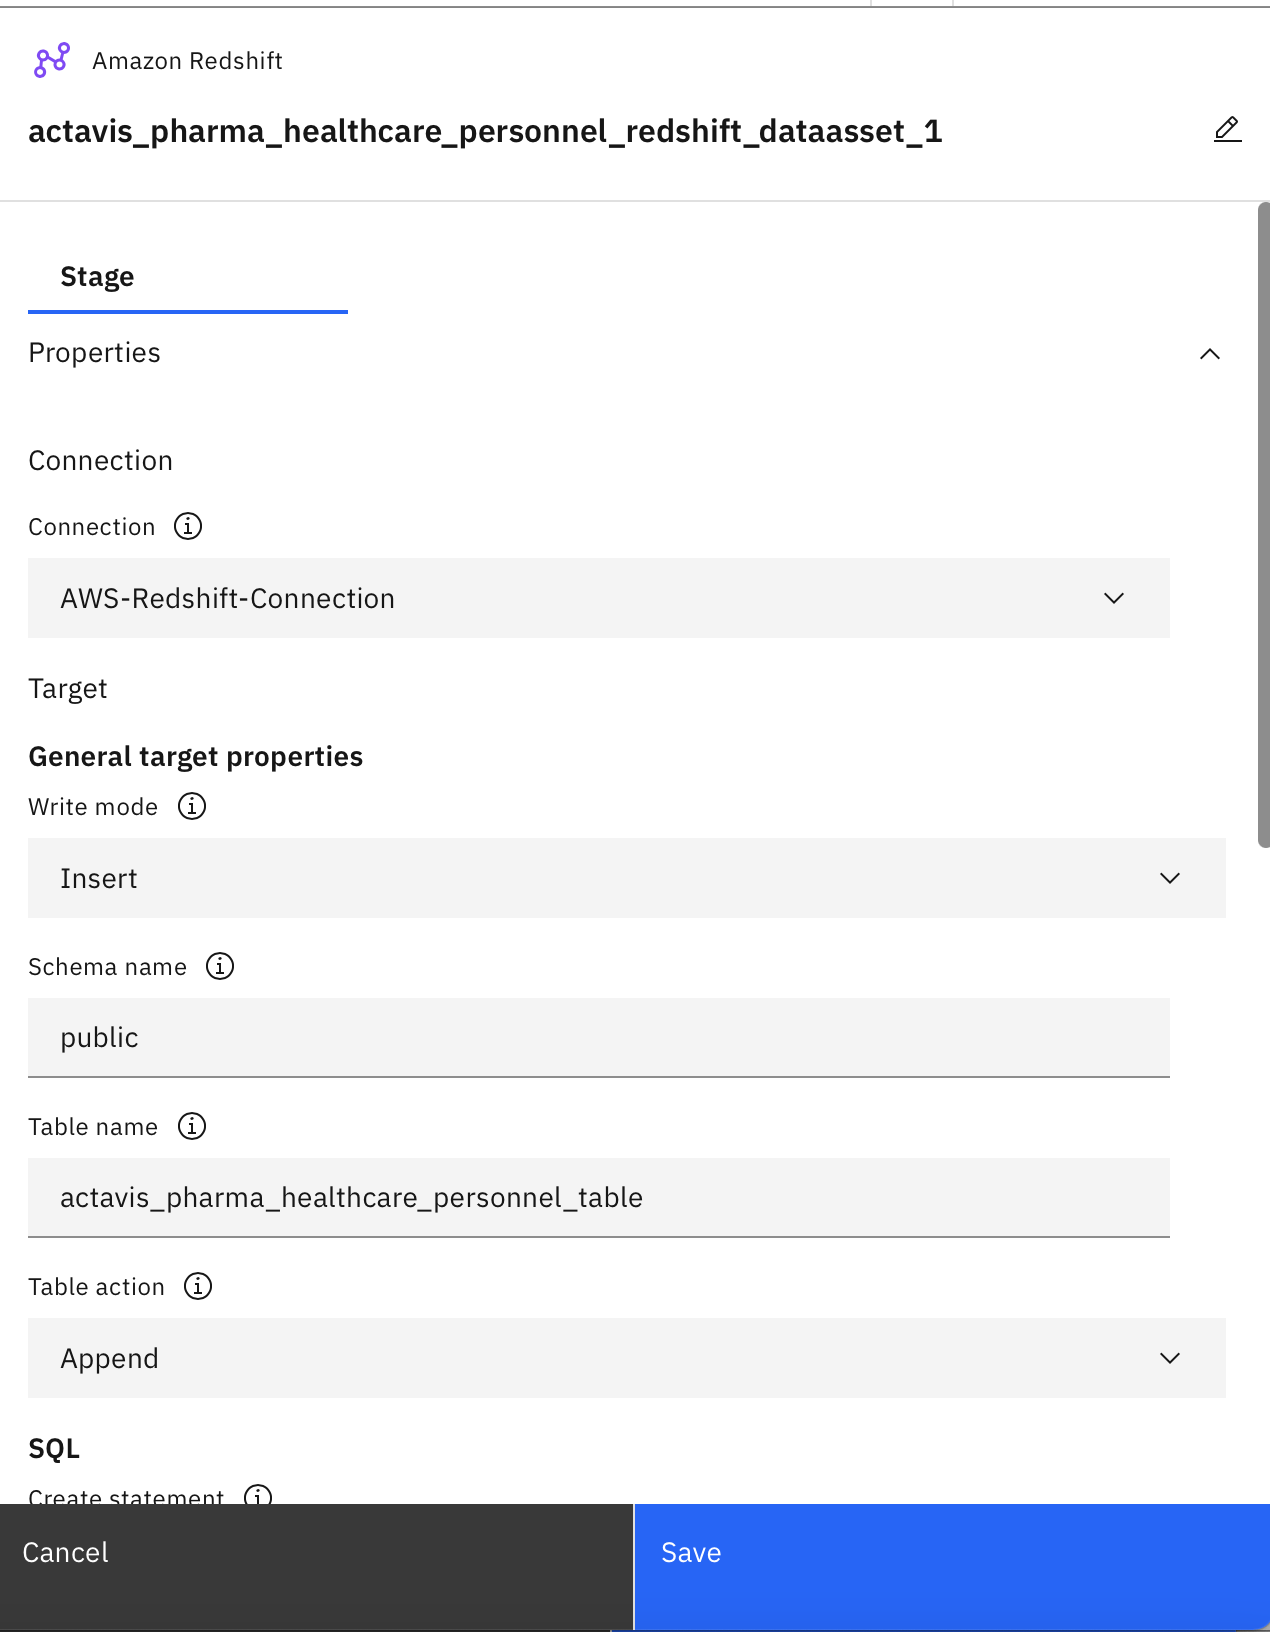 Amazon Redshift
actavis_pharma_healthcare_personnel_redshift_dataasset_1
Stage
Properties
Connection
Connection
AWS-Redshift-Connection
Target
General target properties
Write mode
Insert
Schema name
public
Table name
actavis_pharma_healthcare_personnel_table
Table action
Append
SQL
Create statement
Cancel
Save